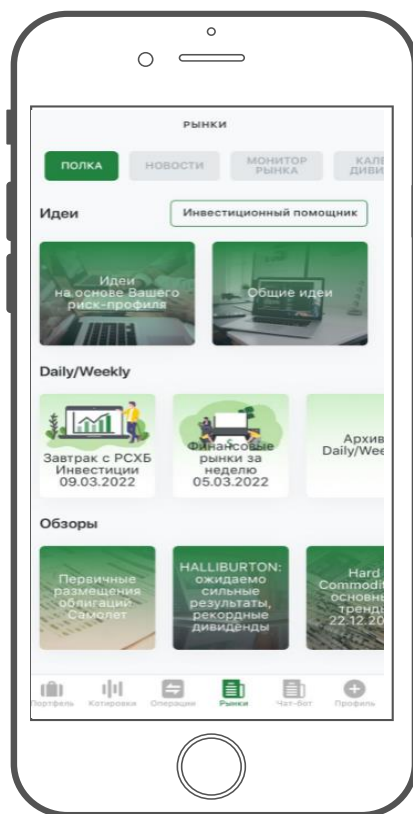 РЫНКИ
ПОЛКА
НОВОСТИ
МОНИТОР
РЫНКА
КАЛЕ
ДИВИ
Идеи
Инвестиционный помощник
Идеи
на основе Вашего
риск-профиля
Общие идеи
Daily/Weekly
Завтрак с РСХБ
Инвестиции
09.03.2022
Финансовые
рынки за
неделю
05.03.2022
Архив
Daily/Wee
Обзоры
Первичные
размещения
облигаций
Самолет
HALLIBURTON:
ожидаемо
сильные
результаты,
рекордные
дивиденды
Hard
Commodit
основн
тренд
22.12.20
Портфель
Котировки
Операции
Рынки
Чат-бот
Профиль